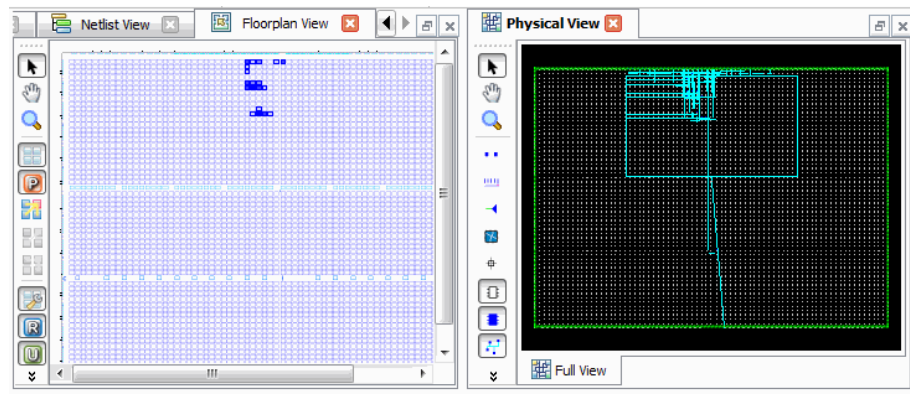 Netlist View
Floorplan View
Physical View
P
R
U
Full View